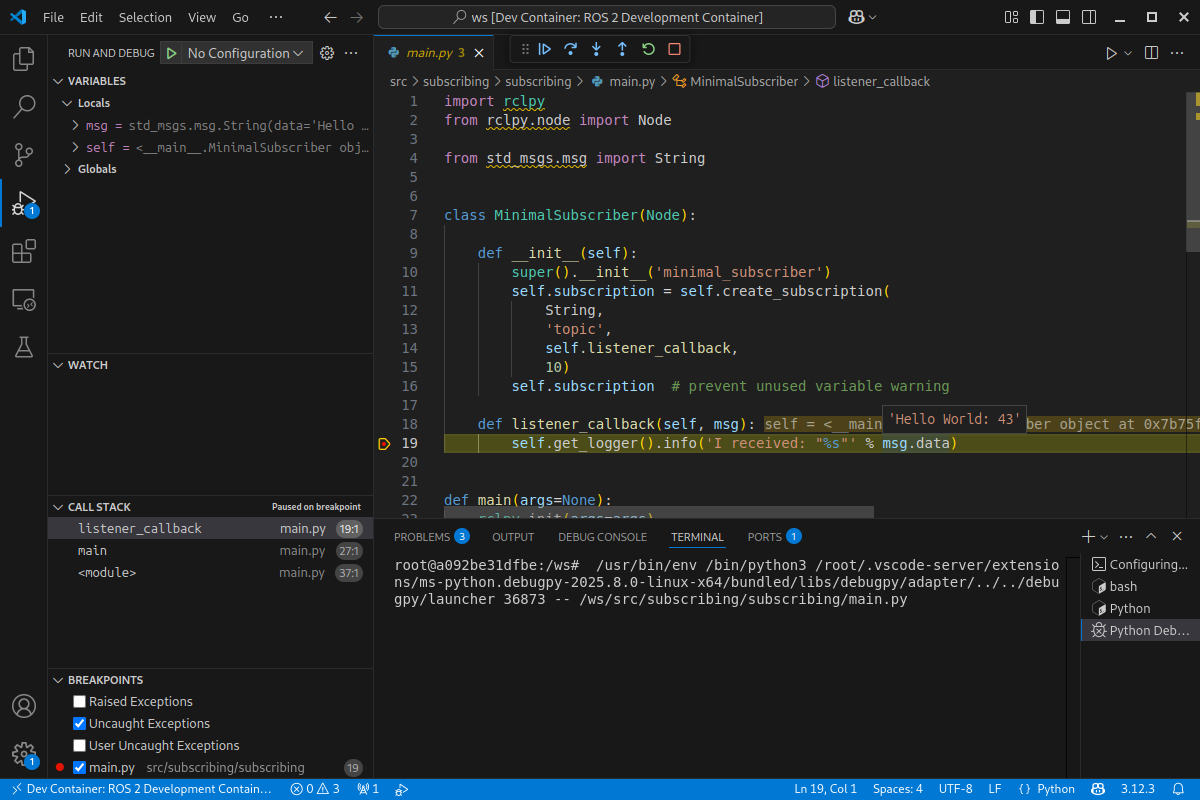 File Edit Selection View Go ··· ws [Dev Container: ROS 2 Development Container]
RUN AND DEBUG No Configuration ···
VARIABLES
Locals
msg = std_msgs.msg.String(data='Hello …
self = <__main__.MinimalSubscriber obj…
Globals
1
WATCH
CALL STACK Paused on breakpoint
listener_callback main.py 19:1
main main.py 27:1
<module> main.py 37:1
BREAKPOINTS
Raised Exceptions
Uncaught Exceptions
User Uncaught Exceptions
main.py src/subscribing/subscribing 19
1
main.py 3
src > subscribing > subscribing > main.py > MinimalSubscriber > listener_callback
1 import rclpy
2 from rclpy.node import Node
3
4 from std_msgs.msg import String
5
6
7 class MinimalSubscriber(Node):
8
9 def __init__(self):
10 super().__init__('minimal_subscriber')
11 self.subscription = self.create_subscription(
12 String,
13 'topic',
14 self.listener_callback,
15 10)
16 self.subscription # prevent unused variable warning
17
'Hello World: 43'
18 def listener_callback(self, msg): self = <__main ber object at 0x7b75f
19 self.get_logger().info('I received: "%s"' % msg.data)
20
21
22 def main(args=None):
23 rclpy.init(args=args)
PROBLEMS 3 OUTPUT DEBUG CONSOLE TERMINAL PORTS 1
root@a092be31dfbe:/ws# /usr/bin/env /bin/python3 /root/.vscode-server/extensio
ns/ms-python.debugpy-2025.8.0-linux-x64/bundled/libs/debugpy/adapter/../../debu
gpy/launcher 36873 -- /ws/src/subscribing/subscribing/main.py
Configuring…
bash
Python
Python Deb…
Dev Container: ROS 2 Development Contain… 0 3 1 Ln 19, Col 1 Spaces: 4 UTF-8 LF { } Python 3.12.3